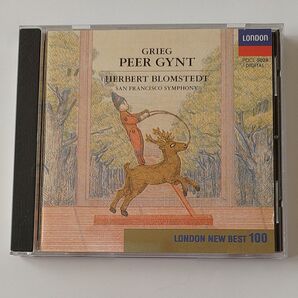 GRIEG
PEER GYNT
HERBERT BLOMSTEDT
SAN FRANCISCO SYMPHONY
LONDON
DIGITAL
LONDON NEW BEST 100